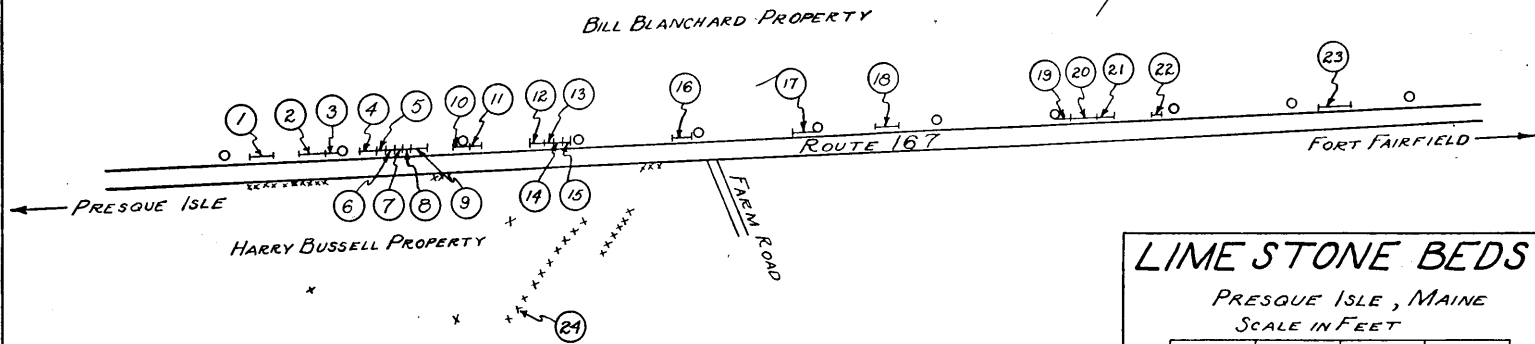 BILL BLANCHARD PROPERTY
1 2 3 4 5 10 11 12 13 16 17 18 19 20 21 22 23
6 7 8 9 14 15
ROUTE 167
FORT FAIRFIELD
PRESQUE ISLE
FARM ROAD
HARRY BUSSELL PROPERTY
24
LIME STONE BEDS
PRESQUE ISLE, MAINE
SCALE IN FEET